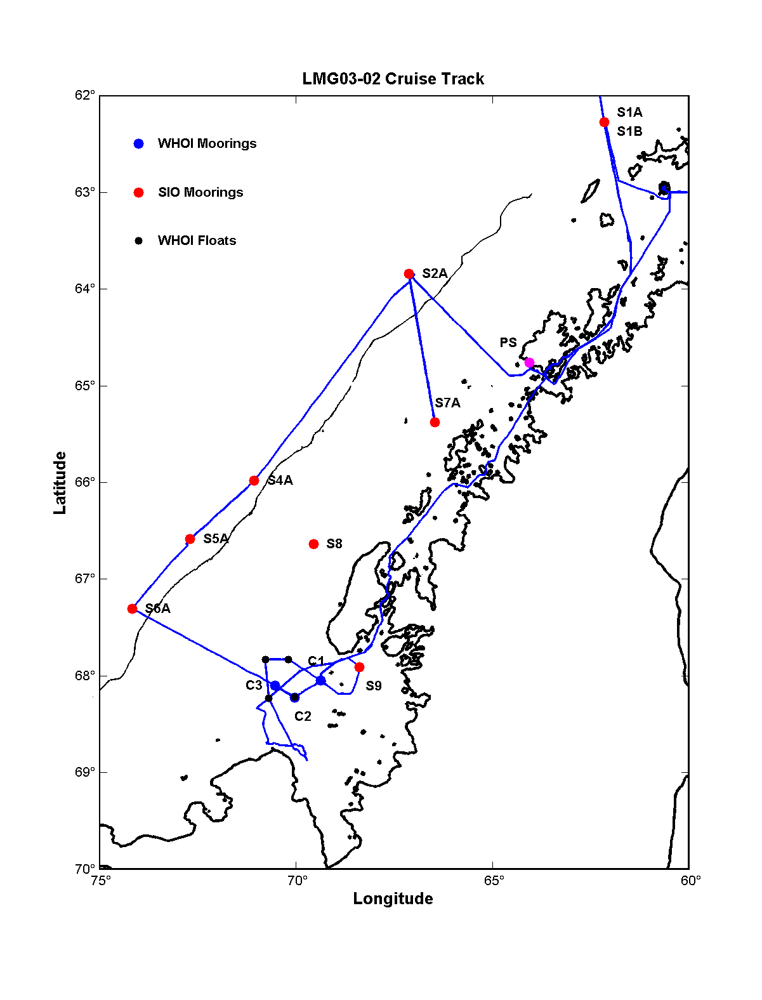 LMG03-02 Cruise Track
62°
S1A
S1B
WHOI Moorings
63°
SIO Moorings
WHOI Floats
S2A
64°
PS
65°
S7A
Latitude
66°
S4A
S5A
S8
67°
S6A
C1
68°
C3
S9
C2
69°
70°
75°
70°
65°
60°
Longitude